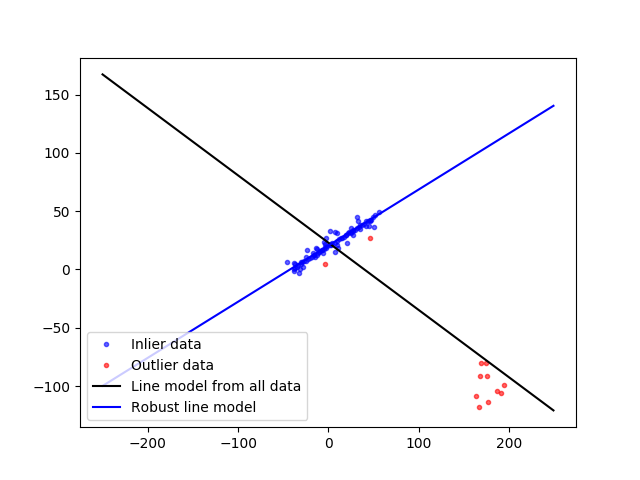 150
100
50
0
−50
−100
Inlier data
Outlier data
Line model from all data
Robust line model
−200
−100
0
100
200